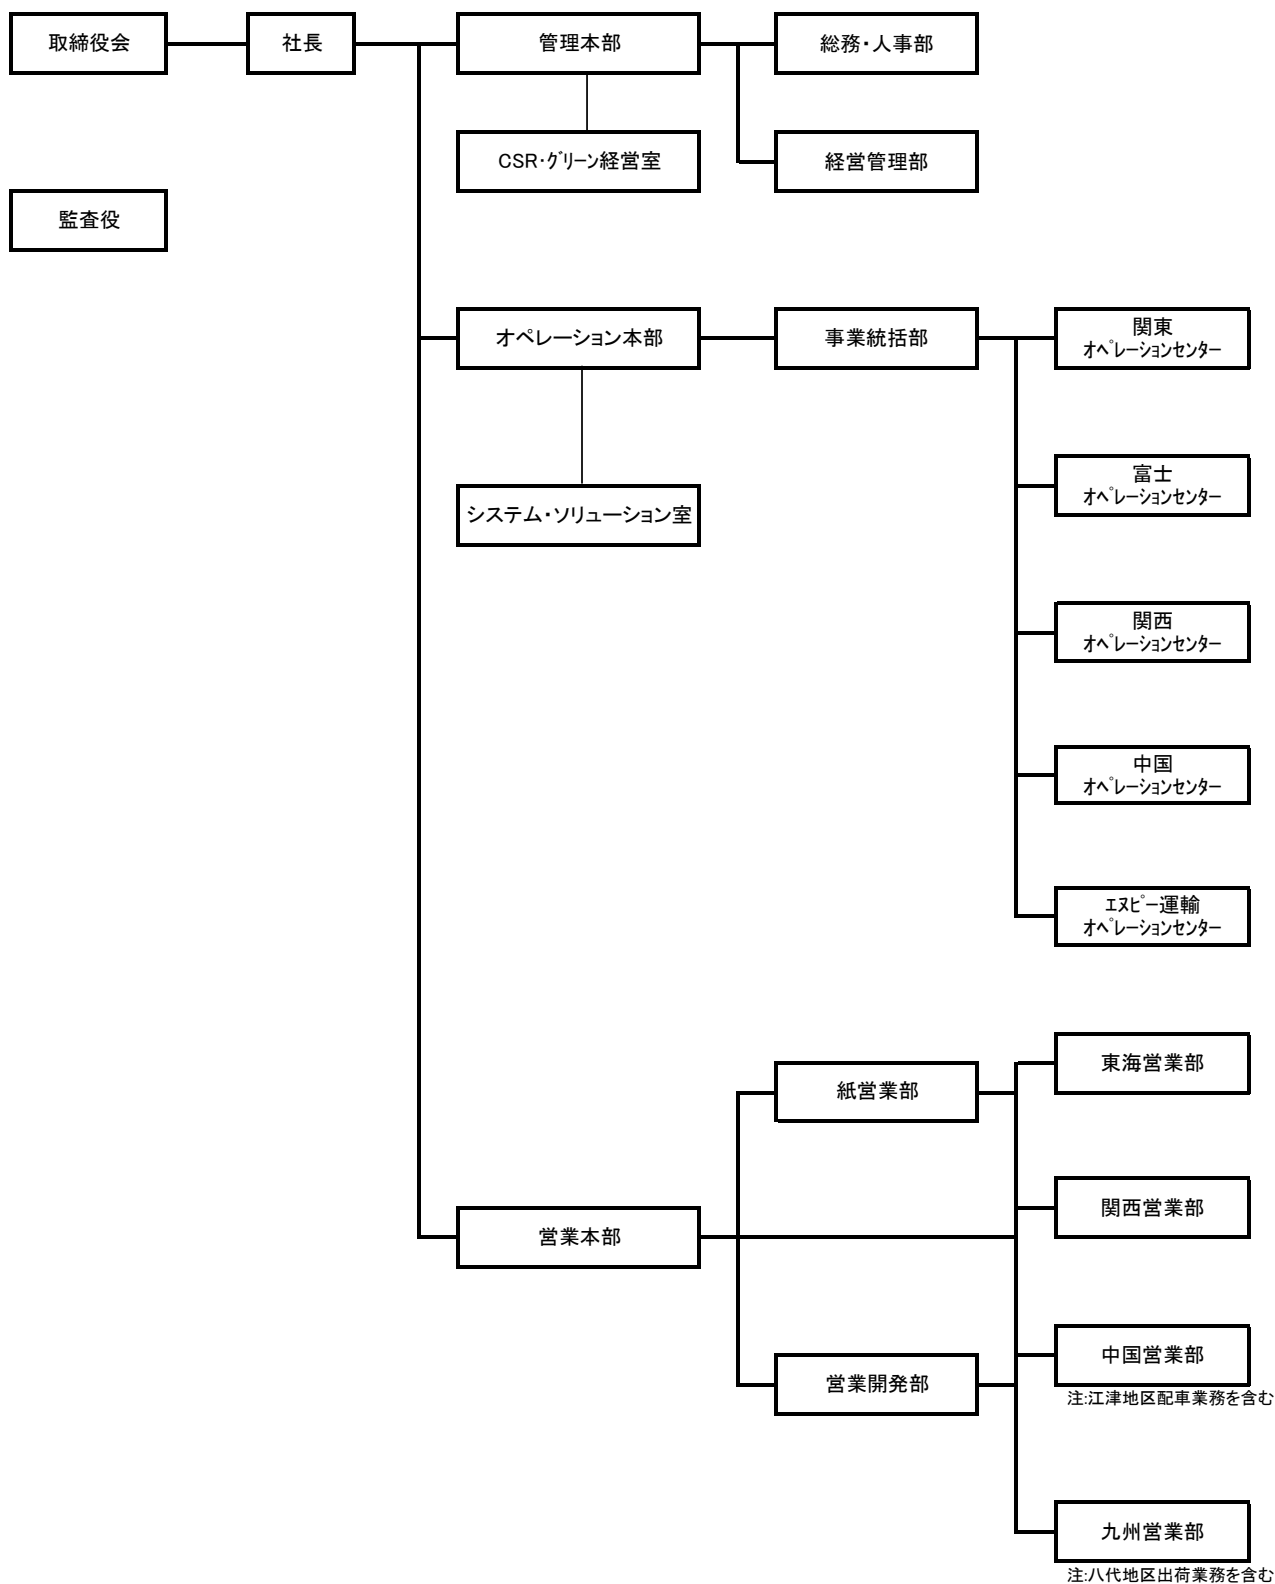 取締役会
社長
管理本部
総務・人事部
CSR・ｸﾞﾘｰﾝ経営室
経営管理部
監査役
オペレーション本部
事業統括部
関東
ｵﾍﾟﾚｰｼｮﾝｾﾝﾀｰ
富士
ｵﾍﾟﾚｰｼｮﾝｾﾝﾀｰ
システム・ソリューション室
関西
ｵﾍﾟﾚｰｼｮﾝｾﾝﾀｰ
中国
ｵﾍﾟﾚｰｼｮﾝｾﾝﾀｰ
ｴﾇﾋﾟｰ運輸
ｵﾍﾟﾚｰｼｮﾝｾﾝﾀｰ
東海営業部
紙営業部
関西営業部
営業本部
中国営業部
営業開発部
注:江津地区配車業務を含む
九州営業部
注:八代地区出荷業務を含む